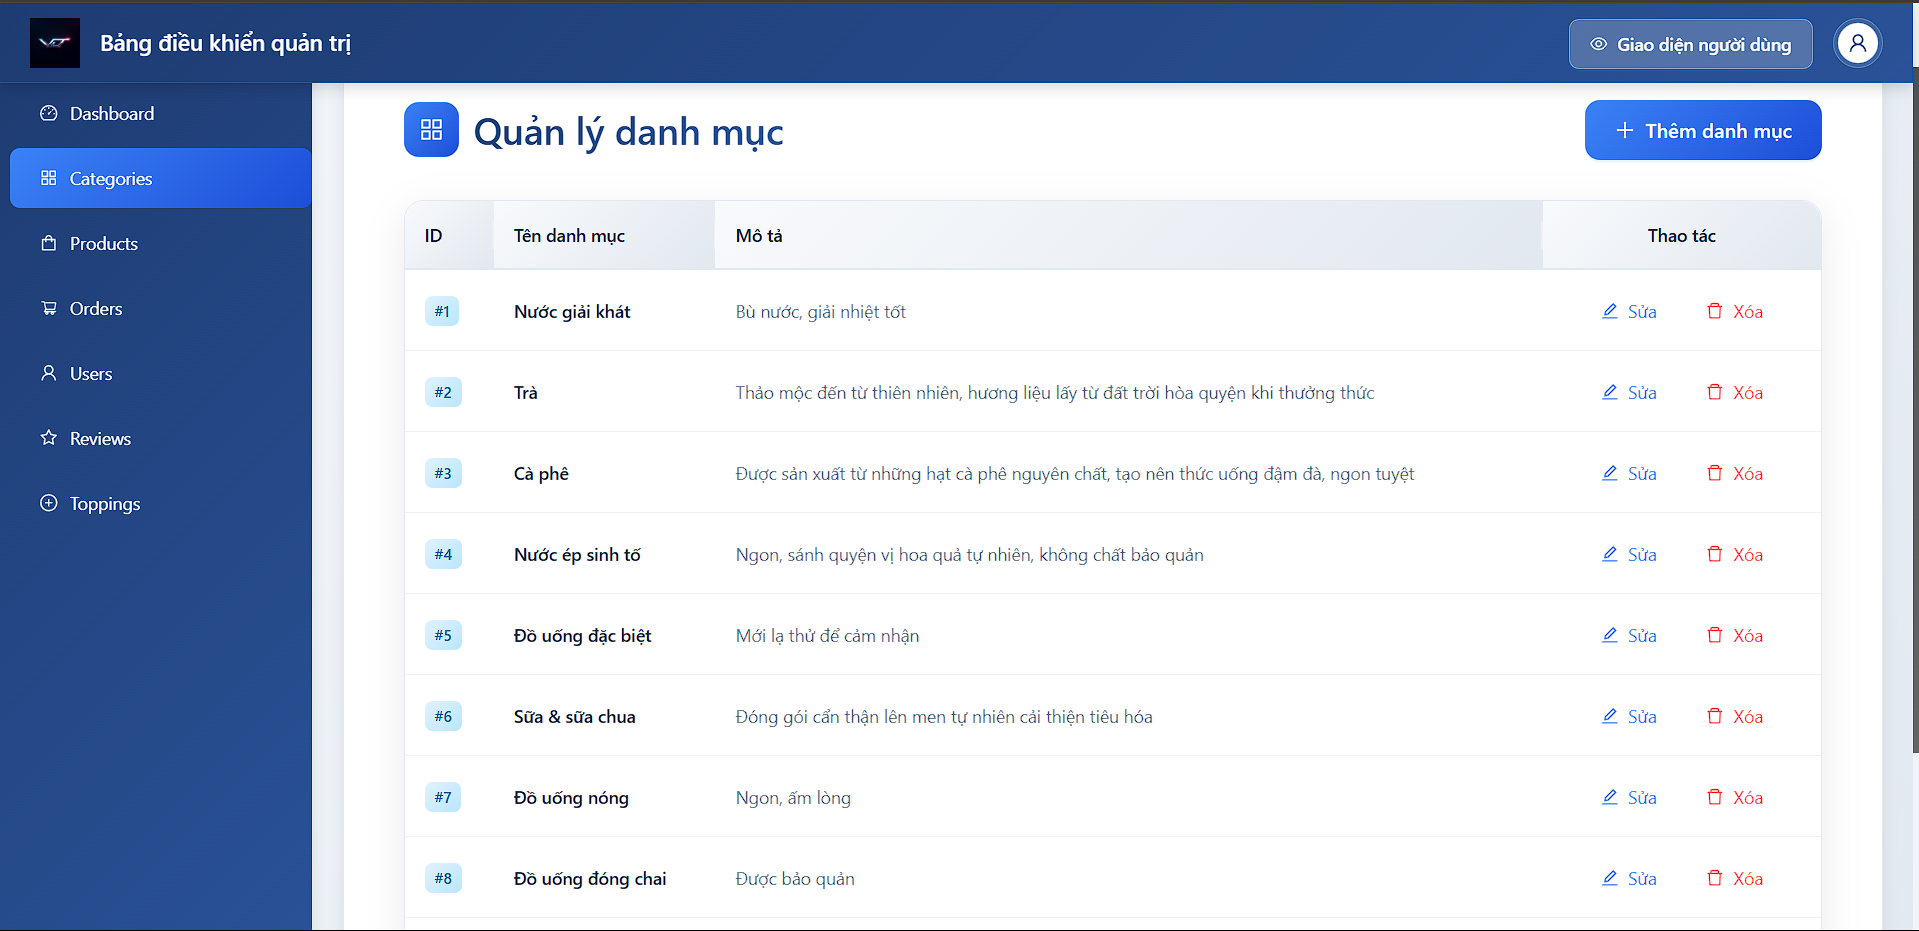 VGT
Bảng điều khiển quản trị
Giao diện người dùng
Dashboard
Categories
Products
Orders
Users
Reviews
Toppings
Quản lý danh mục
Thêm danh mục
ID Tên danh mục Mô tả Thao tác
#1 Nước giải khát Bù nước, giải nhiệt tốt Sửa Xóa
#2 Trà Thảo mộc đến từ thiên nhiên, hương liệu lấy từ đất trời hòa quyện khi thưởng thức Sửa Xóa
#3 Cà phê Được sản xuất từ những hạt cà phê nguyên chất, tạo nên thức uống đậm đà, ngon tuyệt Sửa Xóa
#4 Nước ép sinh tố Ngon, sánh quyện vị hoa quả tự nhiên, không chất bảo quản Sửa Xóa
#5 Đồ uống đặc biệt Mới lạ thử để cảm nhận Sửa Xóa
#6 Sữa & sữa chua Đóng gói cẩn thận lên men tự nhiên cải thiện tiêu hóa Sửa Xóa
#7 Đồ uống nóng Ngon, ấm lòng Sửa Xóa
#8 Đồ uống đóng chai Được bảo quản Sửa Xóa